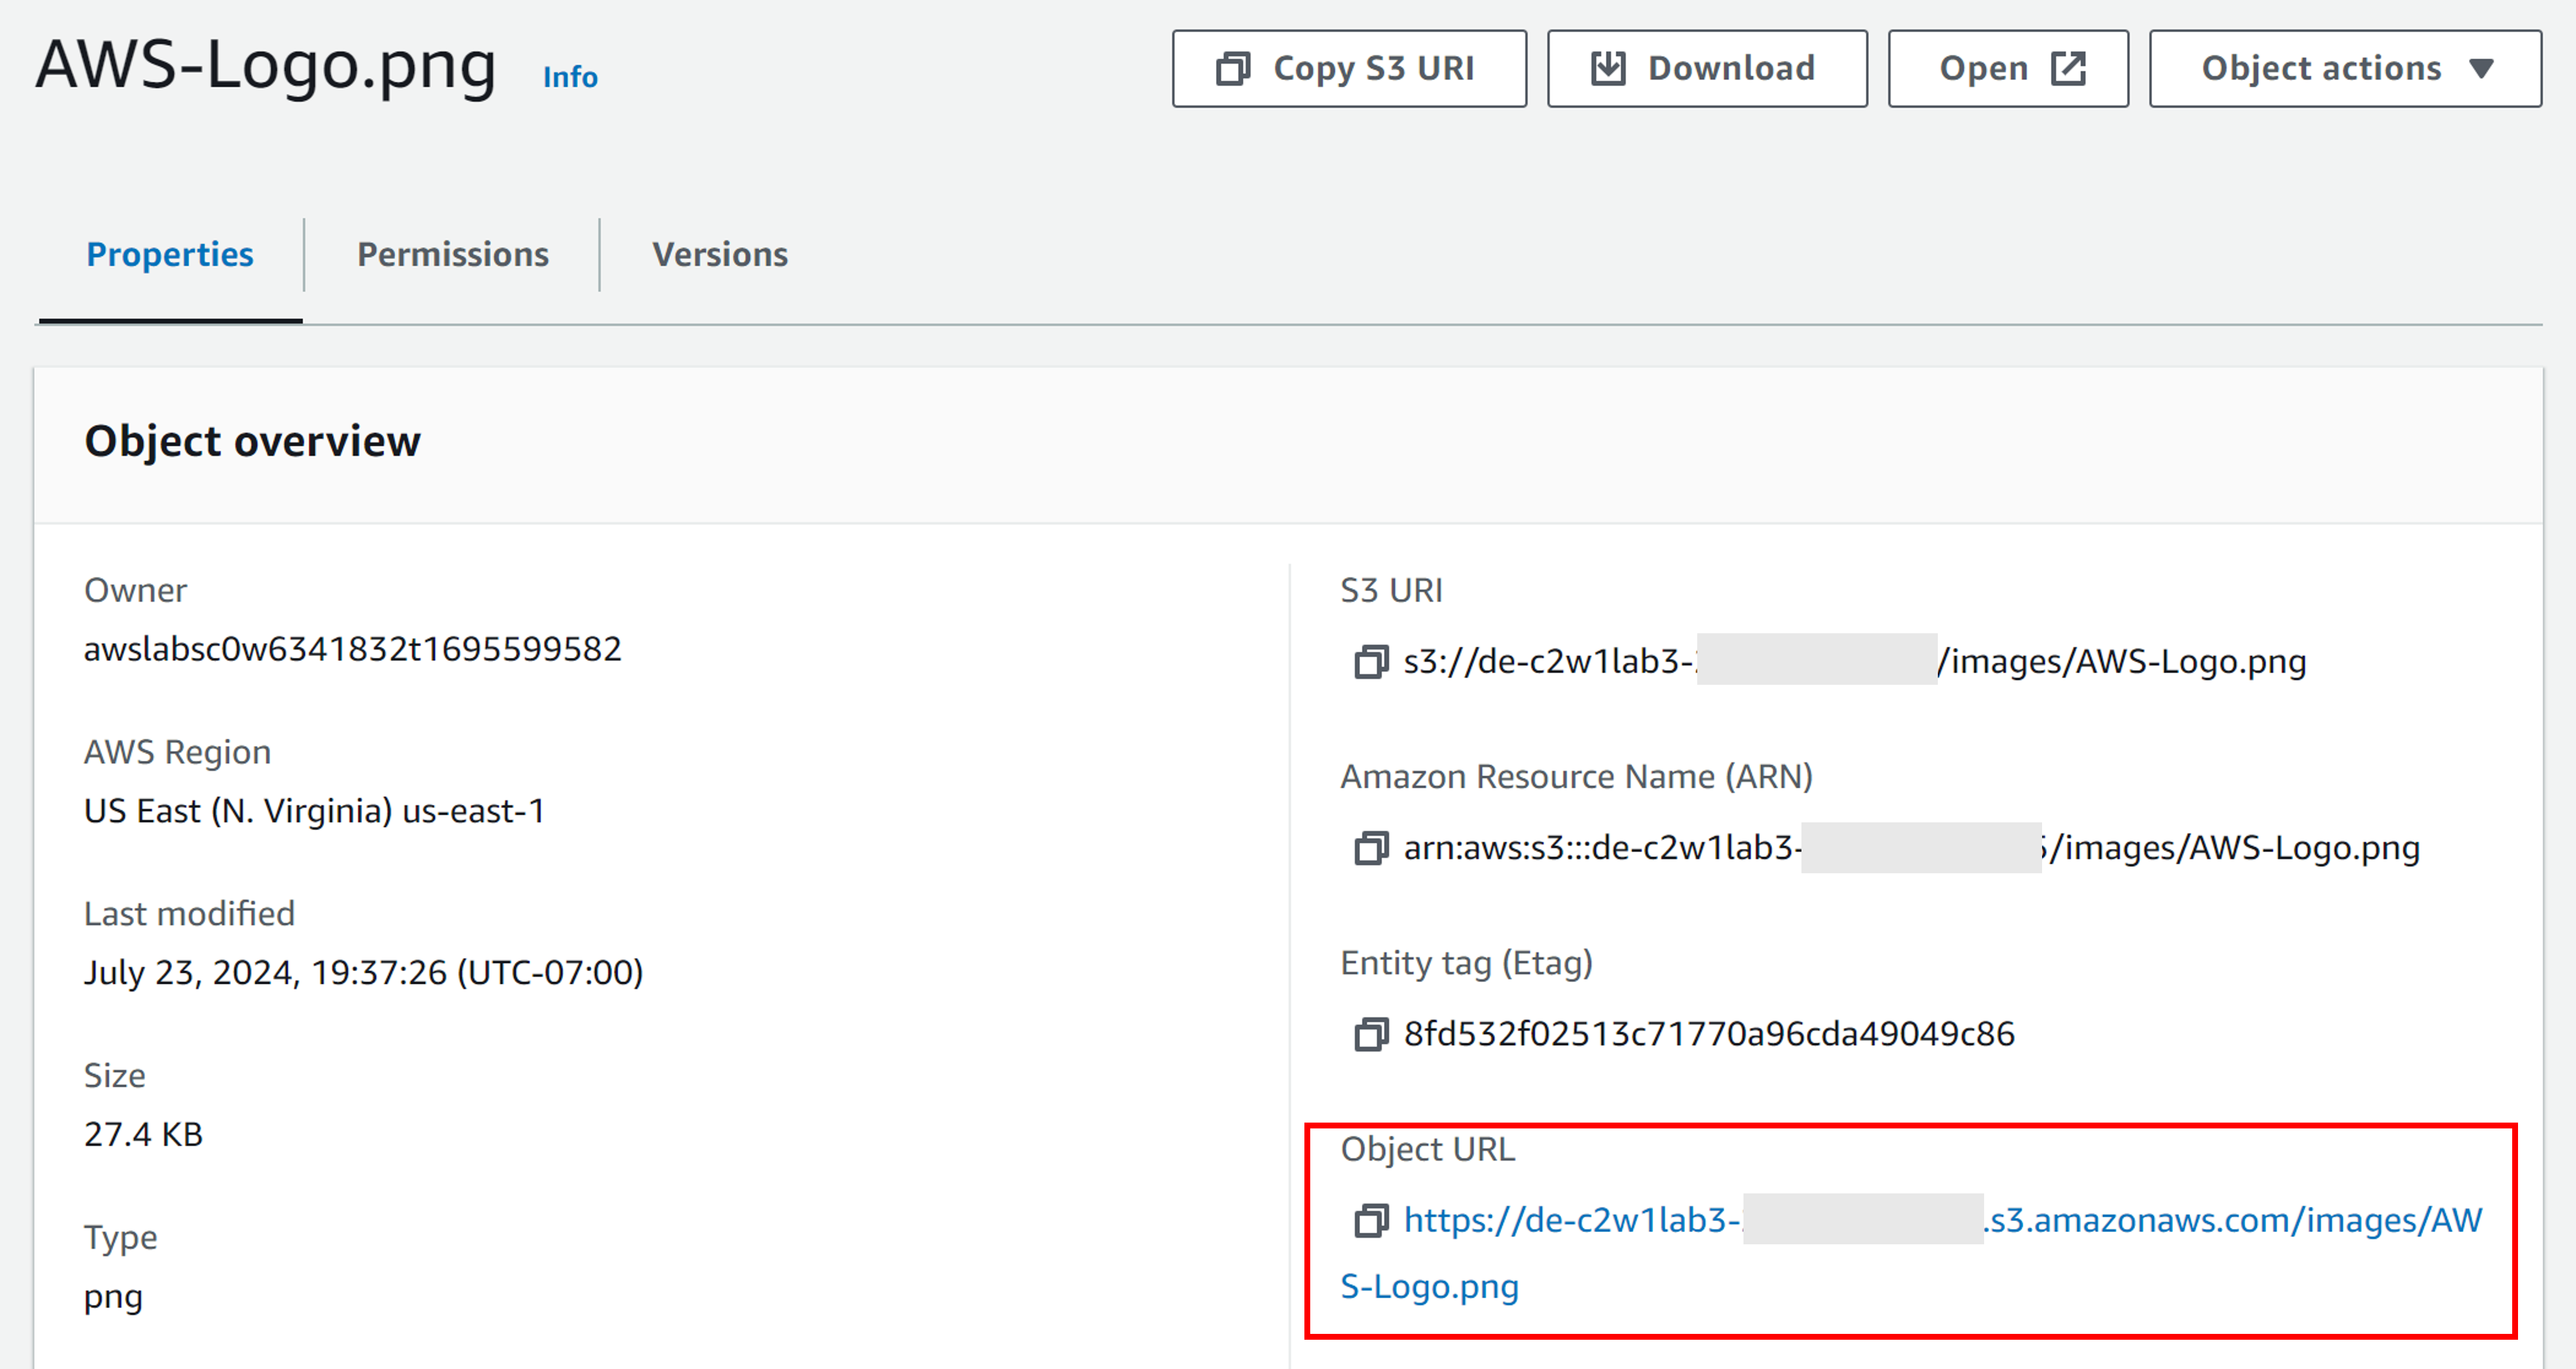 AWS-Logo.png Info
Copy S3 URI
Download
Open
Object actions
Properties
Permissions
Versions
Object overview
Owner
awslabsc0w6341832t1695599582
AWS Region
US East (N. Virginia) us-east-1
Last modified
July 23, 2024, 19:37:26 (UTC-07:00)
Size
27.4 KB
Type
png
S3 URI
s3://de-c2w1lab3- /images/AWS-Logo.png
Amazon Resource Name (ARN)
arn:aws:s3:::de-c2w1lab3- /images/AWS-Logo.png
Entity tag (Etag)
8fd532f02513c71770a96cda49049c86
Object URL
https://de-c2w1lab3- .s3.amazonaws.com/images/AW
S-Logo.png